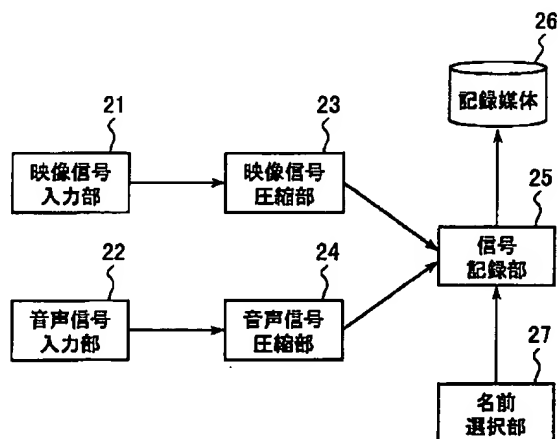 26
記録媒体
21
映像信号
入力部
23
映像信号
圧縮部
25
信号
記録部
22
音声信号
入力部
24
音声信号
圧縮部
27
名前
選択部